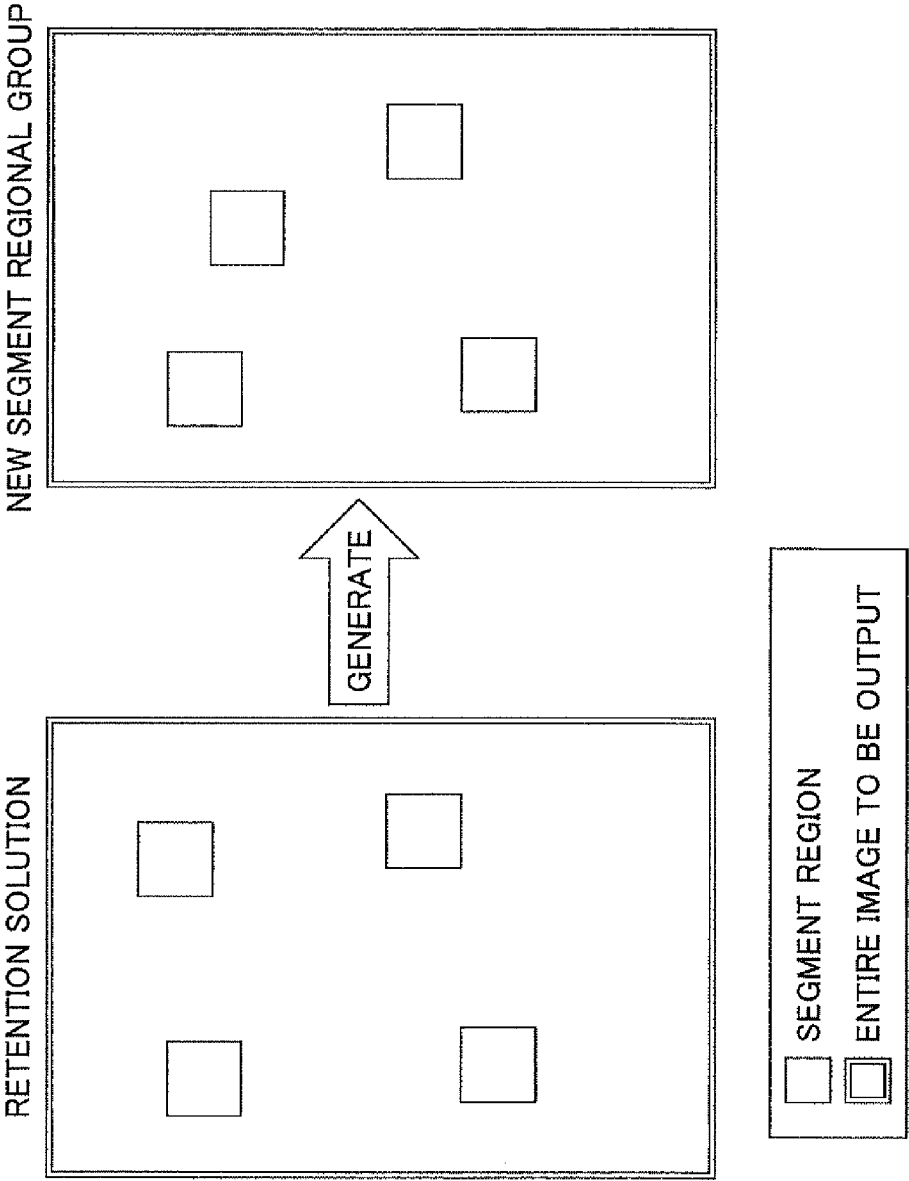 RETENTION SOLUTION
GENERATE
NEW SEGMENT REGIONAL GROUP
SEGMENT REGION
ENTIRE IMAGE TO BE OUTPUT